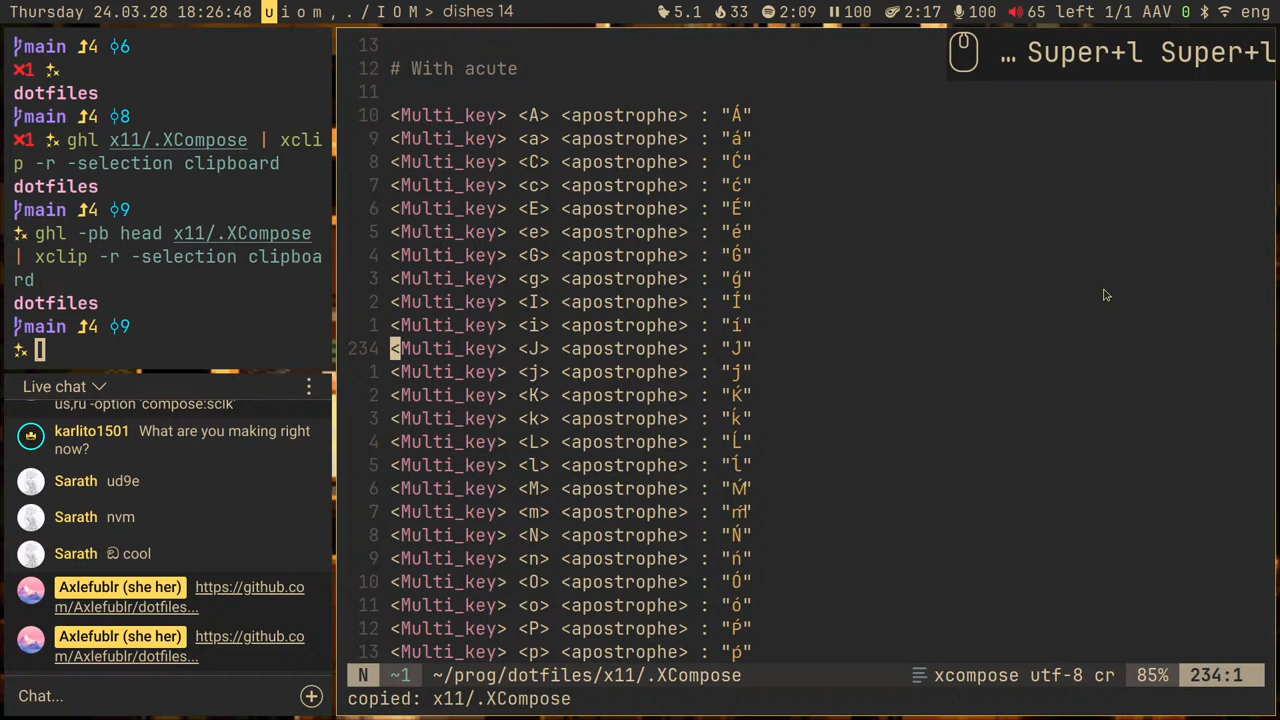 Thursday 24.03.28 18:26:48 u i o m , . / I O M > dishes 14 5.1 33 2:09 100 2:17 100 65 left 1/1 AAV 0 eng
… Super+l Super+l
main 4 6
×1
dotfiles
main 4 8
×1 ghl x11/.XCompose | xcli
p -r -selection clipboard
dotfiles
main 4 9
ghl -pb head x11/.XCompose
| xclip -r -selection clipboa
rd
dotfiles
main 4 9
Live chat
us,ru -option 'compose:sclk'
karlito1501 What are you making right
now?
Sarath ud9e
Sarath nvm
Sarath ඞ cool
Axlefublr (she her) https://github.co
m/Axlefublr/dotfiles...
Axlefublr (she her) https://github.co
m/Axlefublr/dotfiles...
Chat...
13
12 # With acute
11
10 <Multi_key> <A> <apostrophe> : "Á"
9 <Multi_key> <a> <apostrophe> : "á"
8 <Multi_key> <C> <apostrophe> : "Ć"
7 <Multi_key> <c> <apostrophe> : "ć"
6 <Multi_key> <E> <apostrophe> : "É"
5 <Multi_key> <e> <apostrophe> : "é"
4 <Multi_key> <G> <apostrophe> : "Ǵ"
3 <Multi_key> <g> <apostrophe> : "ǵ"
2 <Multi_key> <I> <apostrophe> : "Í"
1 <Multi_key> <i> <apostrophe> : "í"
234 <Multi_key> <J> <apostrophe> : "J́"
1 <Multi_key> <j> <apostrophe> : "j́"
2 <Multi_key> <K> <apostrophe> : "Ḱ"
3 <Multi_key> <k> <apostrophe> : "ḱ"
4 <Multi_key> <L> <apostrophe> : "Ĺ"
5 <Multi_key> <l> <apostrophe> : "ĺ"
6 <Multi_key> <M> <apostrophe> : "Ḿ"
7 <Multi_key> <m> <apostrophe> : "ḿ"
8 <Multi_key> <N> <apostrophe> : "Ń"
9 <Multi_key> <n> <apostrophe> : "ń"
10 <Multi_key> <O> <apostrophe> : "Ó"
11 <Multi_key> <o> <apostrophe> : "ó"
12 <Multi_key> <P> <apostrophe> : "Ṕ"
13 <Multi_key> <p> <apostrophe> : "ṕ"
N ~1 ~/prog/dotfiles/x11/.XCompose xcompose utf-8 cr 85% 234:1
copied: x11/.XCompose